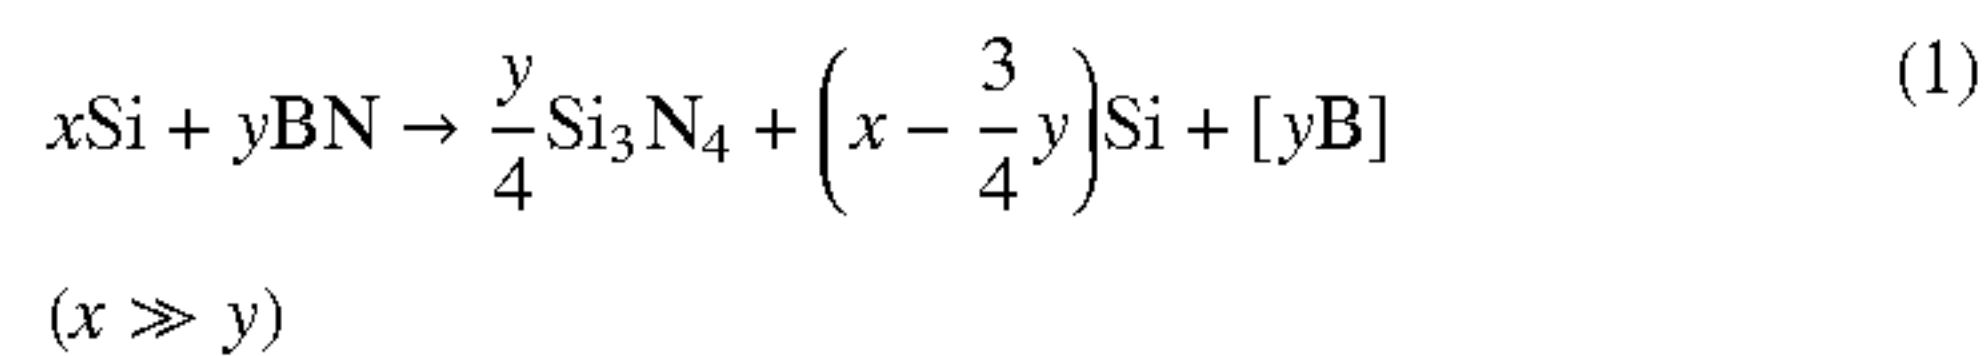 xSi + yBN → y/4 Si₃N₄ + (x − 3/4 y)Si + [yB] (1)
(x ≫ y)